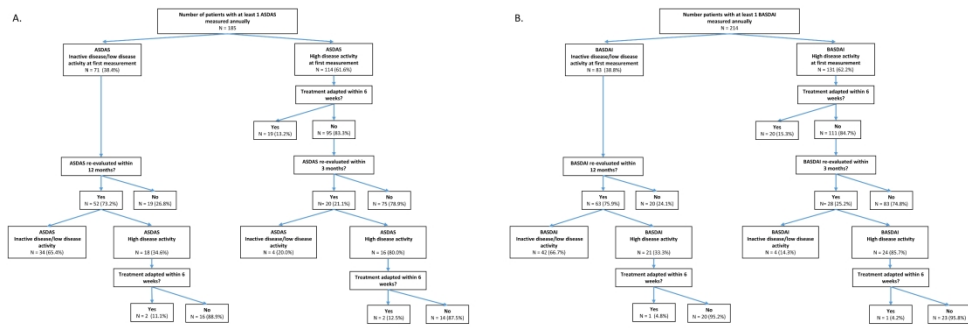 A.
Number of patients with at least 1 ASDAS
measured annually
N = 185
ASDAS
Inactive disease/low disease
activity at first measurement
N = 71 (38.4%)
ASDAS
High disease activity
at first measurement
N = 114 (61.6%)
Treatment adapted within 6
weeks?
Yes
N = 19 (13.2%)
No
N = 95 (83.3%)
ASDAS re-evaluated within
12 months?
ASDAS re-evaluated within
3 months?
Yes
N = 52 (73.2%)
No
N = 19 (26.8%)
Yes
N= 20 (21.1%)
No
N = 75 (78.9%)
ASDAS
Inactive disease/low disease
activity
N = 34 (65.4%)
ASDAS
High disease activity
N = 18 (34.6%)
ASDAS
Inactive disease/low disease
activity
N = 4 (20.0%)
ASDAS
High disease activity
N = 16 (80.0%)
Treatment adapted within 6
weeks?
Treatment adapted within 6
weeks?
Yes
N = 2 (11.1%)
No
N = 16 (88.9%)
Yes
N = 2 (12.5%)
No
N = 14 (87.5%)
B.
Number patients with at least 1 BASDAI
measured annually
N = 214
BASDAI
Inactive disease/low disease
activity at first measurement
N = 83 (38.8%)
BASDAI
High disease activity
at first measurement
N = 131 (62.2%)
Treatment adapted within 6
weeks?
Yes
N = 20 (15.3%)
No
N = 111 (84.7%)
BASDAI re-evaluated within
12 months?
BASDAI re-evaluated within
3 months?
Yes
N = 63 (75.9%)
No
N = 20 (24.1%)
Yes
N= 28 (25.2%)
No
N = 83 (74.8%)
BASDAI
Inactive disease/low disease
activity
N = 42 (66.7%)
BASDAI
High disease activity
N = 21 (33.3%)
BASDAI
Inactive disease/low disease
activity
N = 4 (14.3%)
BASDAI
High disease activity
N = 24 (85.7%)
Treatment adapted within 6
weeks?
Treatment adapted within 6
weeks?
Yes
N = 1 (4.8%)
No
N = 20 (95.2%)
Yes
N = 1 (4.2%)
No
N = 23 (95.8%)